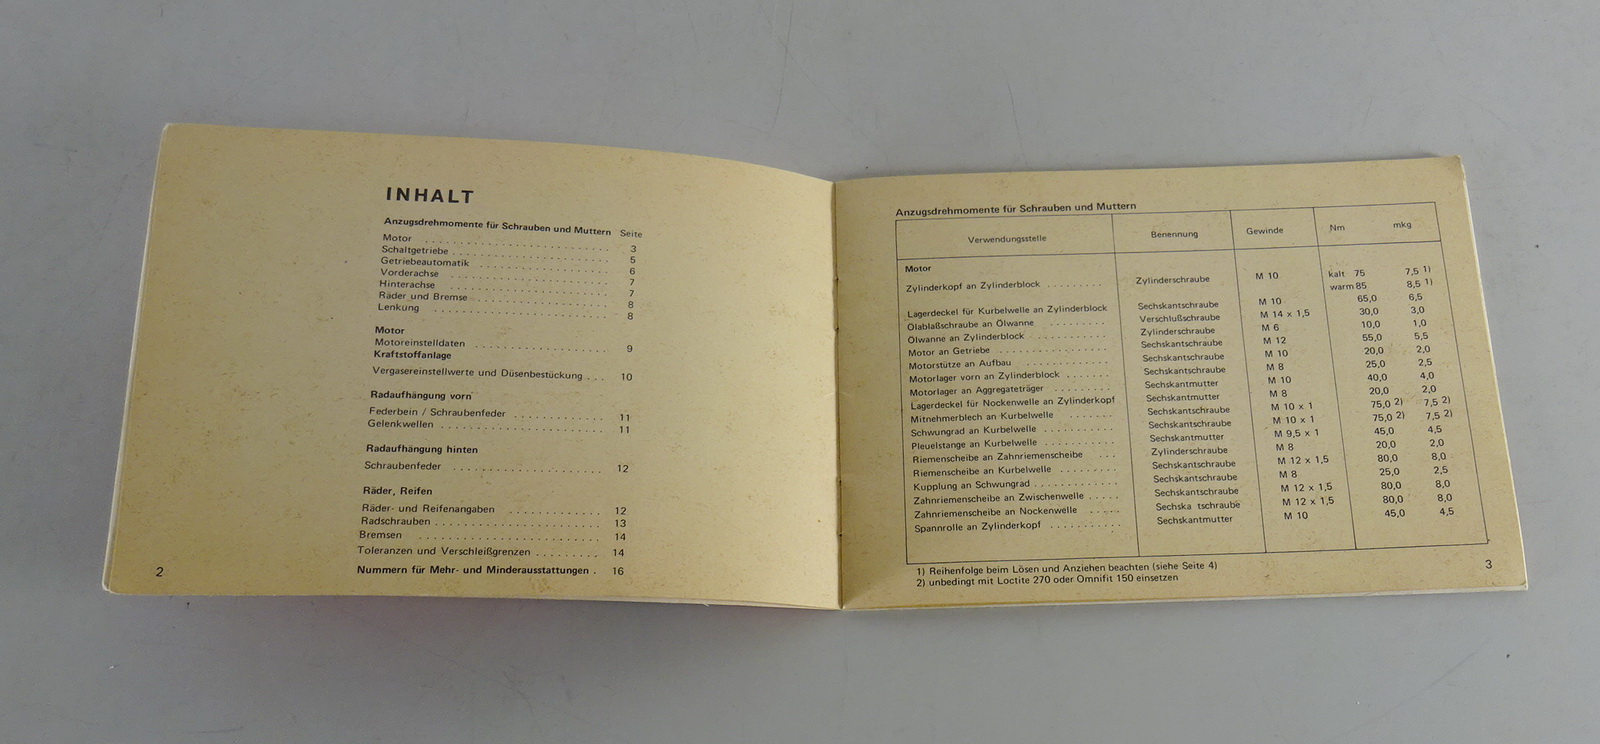 INHALT
Anzugsdrehmomente für Schrauben und Muttern Seite
Motor . . . . . . . . . . 3
Schaltgetriebe . . . . . . . . . . 5
Getriebeautomatik . . . . . . . . . . 6
Vorderachse . . . . . . . . . . 7
Hinterachse . . . . . . . . . . 7
Räder und Bremse . . . . . . . . . . 8
Lenkung . . . . . . . . . . 8
Motor
Motoreinstelldaten . . . . . . . . . . 9
Kraftstoffanlage
Vergasereinstellwerte und Düsenbestückung . . . 10
Radaufhängung vorn
Federbein / Schraubenfeder . . . . . . . . . . 11
Gelenkwellen . . . . . . . . . . 11
Radaufhängung hinten
Schraubenfeder . . . . . . . . . . 12
Räder, Reifen
Räder- und Reifenangaben . . . . . . . . . . 12
Radschrauben . . . . . . . . . . 13
Bremsen . . . . . . . . . . 14
Toleranzen und Verschleißgrenzen . . . . . . . . . 14
Nummern für Mehr- und Minderausstattungen . 16
2
Anzugsdrehmomente für Schrauben und Muttern
Verwendungsstelle Benennung Gewinde Nm mkg
Motor
Zylinderkopf an Zylinderblock . . . . . . . . Zylinderschraube M 10 kalt 75 7,5 1)
warm 85 8,5 1)
Lagerdeckel für Kurbelwelle an Zylinderblock Sechskantschraube M 10 65,0 6,5
Ölablaßschraube an Ölwanne . . . . . . . . Verschlußschraube M 14 x 1,5 30,0 3,0
Ölwanne an Zylinderblock . . . . . . . . Zylinderschraube M 6 10,0 1,0
Motor an Getriebe . . . . . . . . Sechskantschraube M 12 55,0 5,5
Motorstütze an Aufbau . . . . . . . . Sechskantschraube M 10 20,0 2,0
Motorlager vorn an Zylinderblock . . . . . . . Sechskantschraube M 8 25,0 2,5
Motorlager an Aggregateträger . . . . . . . . Sechskantmutter M 10 40,0 4,0
Lagerdeckel für Nockenwelle an Zylinderkopf Sechskantmutter M 8 20,0 2,0
Mitnehmerblech an Kurbelwelle . . . . . . . Sechskantschraube M 10 x 1 75,0 2) 7,5 2)
Schwungrad an Kurbelwelle . . . . . . . . Sechskantschraube M 10 x 1 75,0 2) 7,5 2)
Pleuelstange an Kurbelwelle . . . . . . . . Sechskantmutter M 9,5 x 1 45,0 4,5
Riemenscheibe an Zahnriemenscheibe . . . . Zylinderschraube M 8 20,0 2,0
Riemenscheibe an Kurbelwelle . . . . . . . . Sechskantschraube M 12 x 1,5 80,0 8,0
Kupplung an Schwungrad . . . . . . . . Sechskantschraube M 8 25,0 2,5
Zahnriemenscheibe an Zwischenwelle . . . . . Sechskantschraube M 12 x 1,5 80,0 8,0
Zahnriemenscheibe an Nockenwelle . . . . . Sechska tschraube M 12 x 1,5 80,0 8,0
Spannrolle an Zylinderkopf . . . . . . . . Sechskantmutter M 10 45,0 4,5
1) Reihenfolge beim Lösen und Anziehen beachten (siehe Seite 4)
2) unbedingt mit Loctite 270 oder Omnifit 150 einsetzen
3